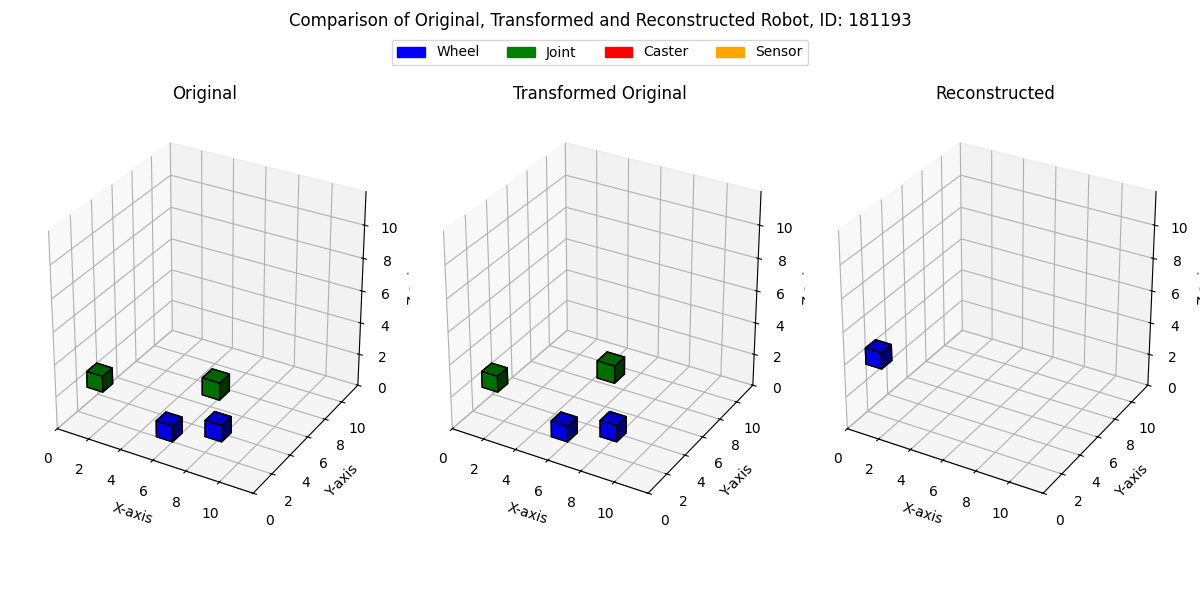 Comparison of Original, Transformed and Reconstructed Robot, ID: 181193
Wheel Joint Caster Sensor
Original Transformed Original Reconstructed
0 2 4 6 8 10
X-axis
0 2 4 6 8 10
Y-axis
0 2 4 6 8 10
0 2 4 6 8 10
X-axis
0 2 4 6 8 10
Y-axis
0 2 4 6 8 10
0 2 4 6 8 10
X-axis
0 2 4 6 8 10
Y-axis
0 2 4 6 8 10